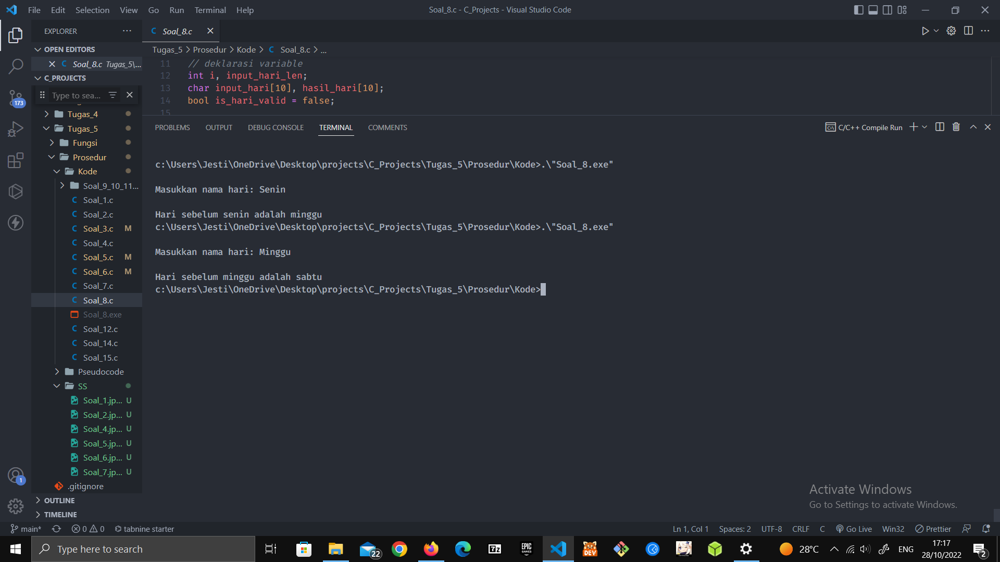 File Edit Selection View Go Run Terminal Help
Soal_8.c - C_Projects - Visual Studio Code
EXPLORER
Soal_8.c
OPEN EDITORS
Soal_8.c Tugas_5\...
C_PROJECTS
Type to sea...
173
Tugas_4
Tugas_5
Fungsi
Prosedur
Kode
Soal_9_10_11...
Soal_1.c
Soal_2.c
Soal_3.c M
Soal_4.c
Soal_5.c M
Soal_6.c M
Soal_7.c
Soal_8.c
Soal_8.exe
Soal_12.c
Soal_14.c
Soal_15.c
Pseudocode
SS
Soal_1.jp... U
Soal_2.jp... U
Soal_4.jp... U
Soal_5.jp... U
Soal_6.jp... U
Soal_7.jp... U
.gitignore
OUTLINE
TIMELINE
1
Tugas_5 > Prosedur > Kode > C Soal_8.c > ...
11 // deklarasi variable
12 int i, input_hari_len;
13 char input_hari[10], hasil_hari[10];
14 bool is_hari_valid = false;
15
PROBLEMS OUTPUT DEBUG CONSOLE TERMINAL COMMENTS
C/C++ Compile Run
c:\Users\Jesti\OneDrive\Desktop\projects\C_Projects\Tugas_5\Prosedur\Kode>.\"Soal_8.exe"
Masukkan nama hari: Senin
Hari sebelum senin adalah minggu
c:\Users\Jesti\OneDrive\Desktop\projects\C_Projects\Tugas_5\Prosedur\Kode>.\"Soal_8.exe"
Masukkan nama hari: Minggu
Hari sebelum minggu adalah sabtu
c:\Users\Jesti\OneDrive\Desktop\projects\C_Projects\Tugas_5\Prosedur\Kode>
Activate Windows
Go to Settings to activate Windows.
main* 0 0 tabnine starter
Ln 1, Col 1 Spaces: 2 UTF-8 CRLF C Go Live Win32 Prettier
Type here to search
22
7z
EPIC GAMES
DEV
28°C
ENG
17:17
28/10/2022
2